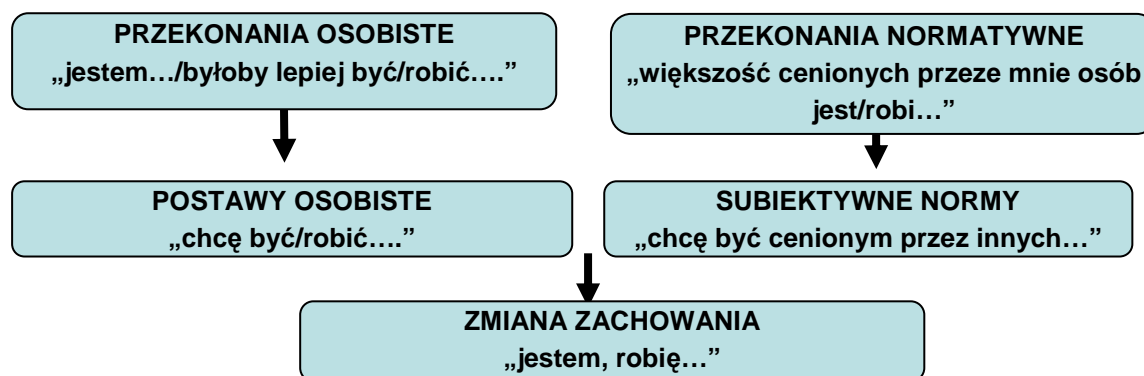 PRZEKONANIA OSOBISTE
„jestem…/byłoby lepiej być/robić….”
PRZEKONANIA NORMATYWNE
„większość cenionych przeze mnie osób
jest/robi…”
POSTAWY OSOBISTE
„chcę być/robić….”
SUBIEKTYWNE NORMY
„chcę być cenionym przez innych…”
ZMIANA ZACHOWANIA
„jestem, robię…”